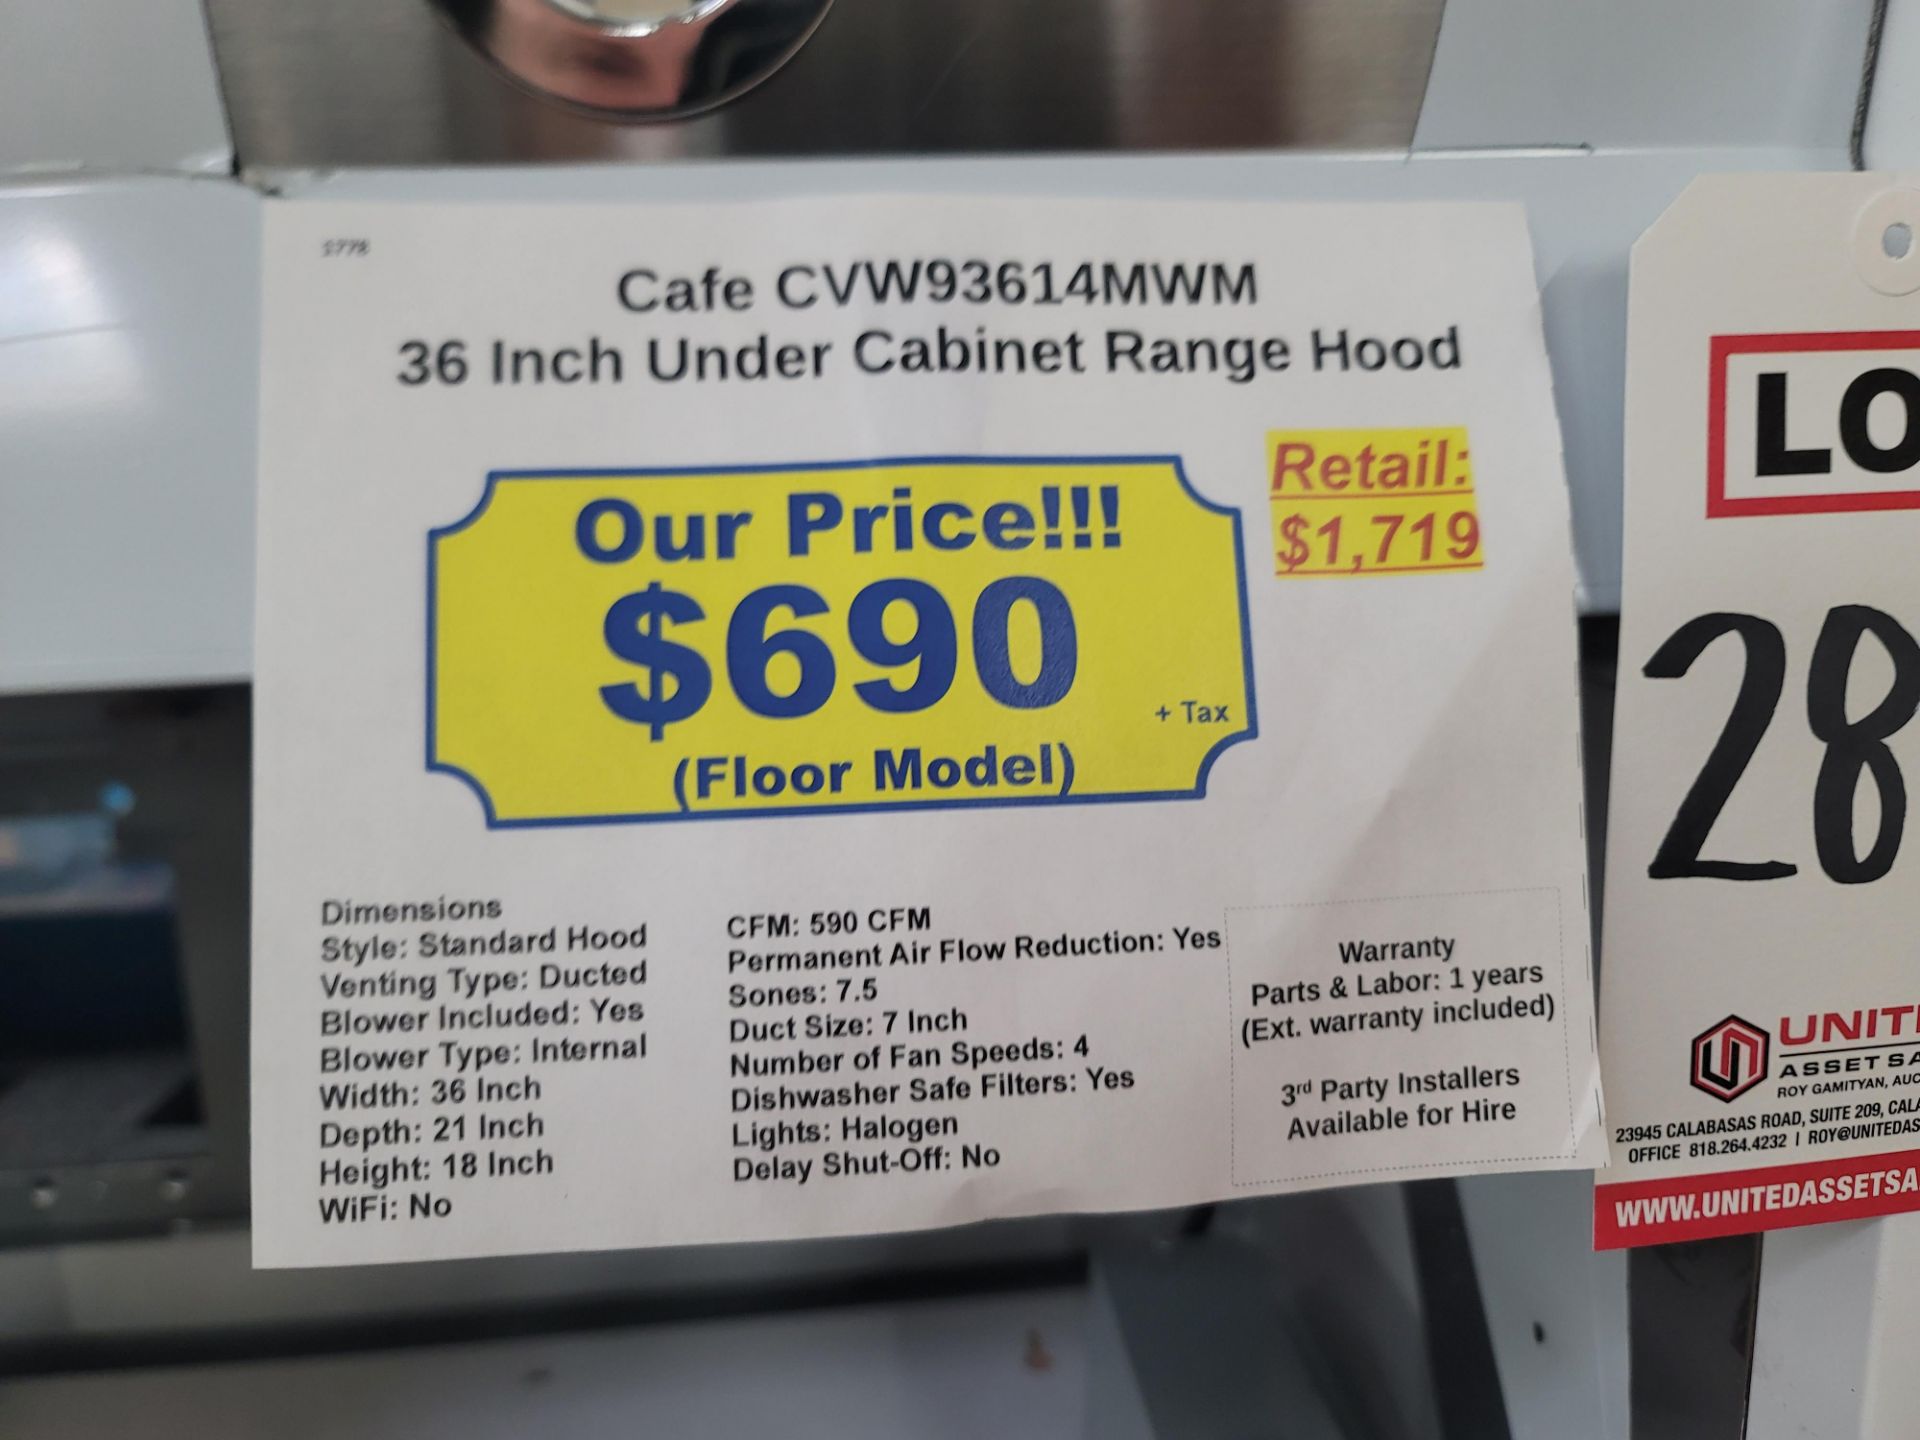 Cafe CVW93614MWM
36 Inch Under Cabinet Range Hood
Retail:
$1,719
Our Price!!!
$690
+ Tax
(Floor Model)
Dimensions
Style: Standard Hood
Venting Type: Ducted
Blower Included: Yes
Blower Type: Internal
Width: 36 Inch
Depth: 21 Inch
Height: 18 Inch
WiFi: No
CFM: 590 CFM
Permanent Air Flow Reduction: Yes
Sones: 7.5
Duct Size: 7 Inch
Number of Fan Speeds: 4
Dishwasher Safe Filters: Yes
Lights: Halogen
Delay Shut-Off: No
Warranty
Parts & Labor: 1 years
(Ext. warranty included)
3rd Party Installers
Available for Hire
LO
28
UNIT
ASSET SA
ROY GAMITYAN, AUC
23945 CALABASAS ROAD, SUITE 209, CALA
OFFICE 818.264.4232 | ROY@UNITEDAS
WWW.UNITEDASSETSA